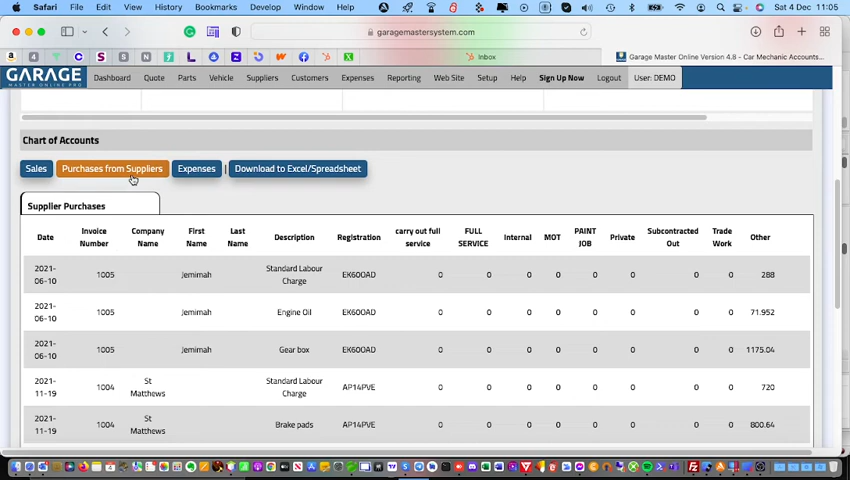 Safari File Edit View History Bookmarks Develop Window Help Sat 4 Dec 11:05
garagemastersystem.com
Inbox Garage Master Online Version 4.8 - Car Mechanic Accounts...
GARAGE
MASTER ONLINE PRO
Dashboard Quote Parts Vehicle Suppliers Customers Expenses Reporting Web Site Setup Help Sign Up Now Logout User: DEMO
Chart of Accounts
Sales Purchases from Suppliers Expenses | Download to Excel/Spreadsheet
Supplier Purchases
Date Invoice Number Company Name First Name Last Name Description Registration carry out full service FULL SERVICE Internal MOT PAINT JOB Private Subcontracted Out Trade Work Other
2021-06-10 1005 Jemimah Standard Labour Charge EK60OAD 0 0 0 0 0 0 0 0 288
2021-06-10 1005 Jemimah Engine Oil EK60OAD 0 0 0 0 0 0 0 0 71.952
2021-06-10 1005 Jemimah Gear box EK60OAD 0 0 0 0 0 0 0 0 1175.04
2021-11-19 1004 St Matthews Standard Labour Charge AP14PVE 0 0 0 0 0 0 0 0 720
2021-11-19 1004 St Matthews Brake pads AP14PVE 0 0 0 0 0 0 0 0 800.64